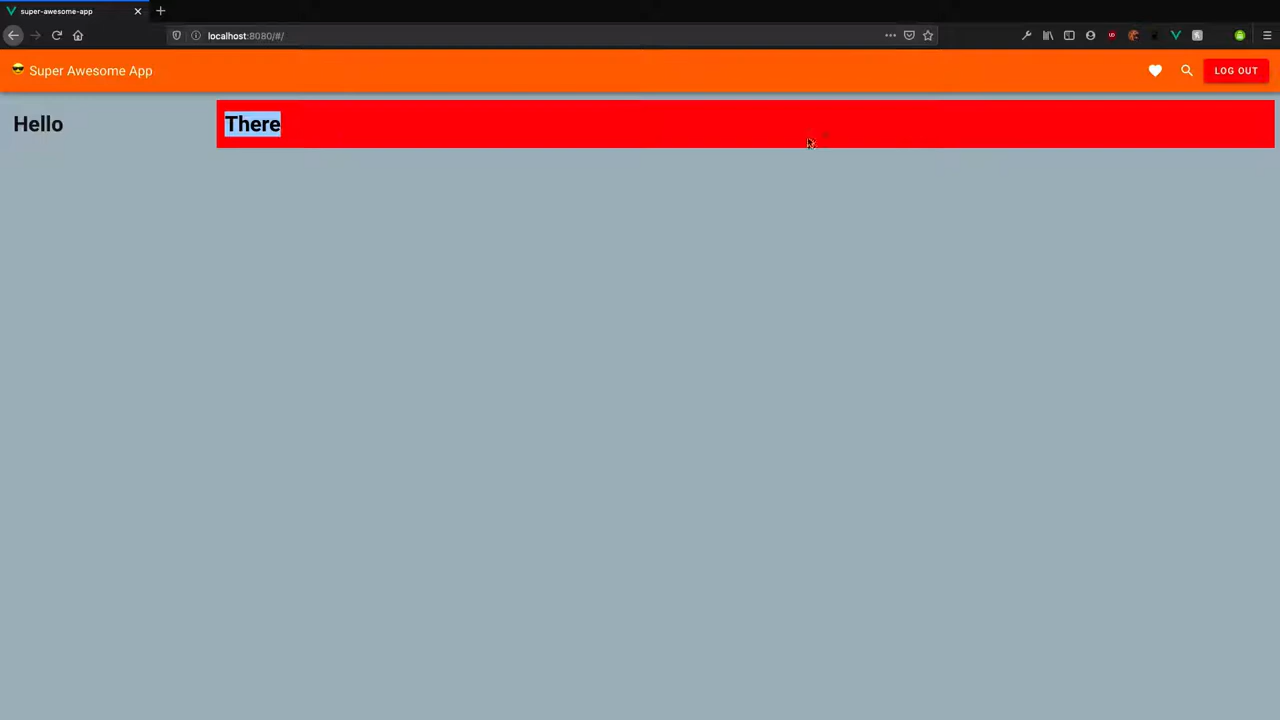 super-awesome-app
localhost:8080/#/
Super Awesome App
LOG OUT
Hello
There